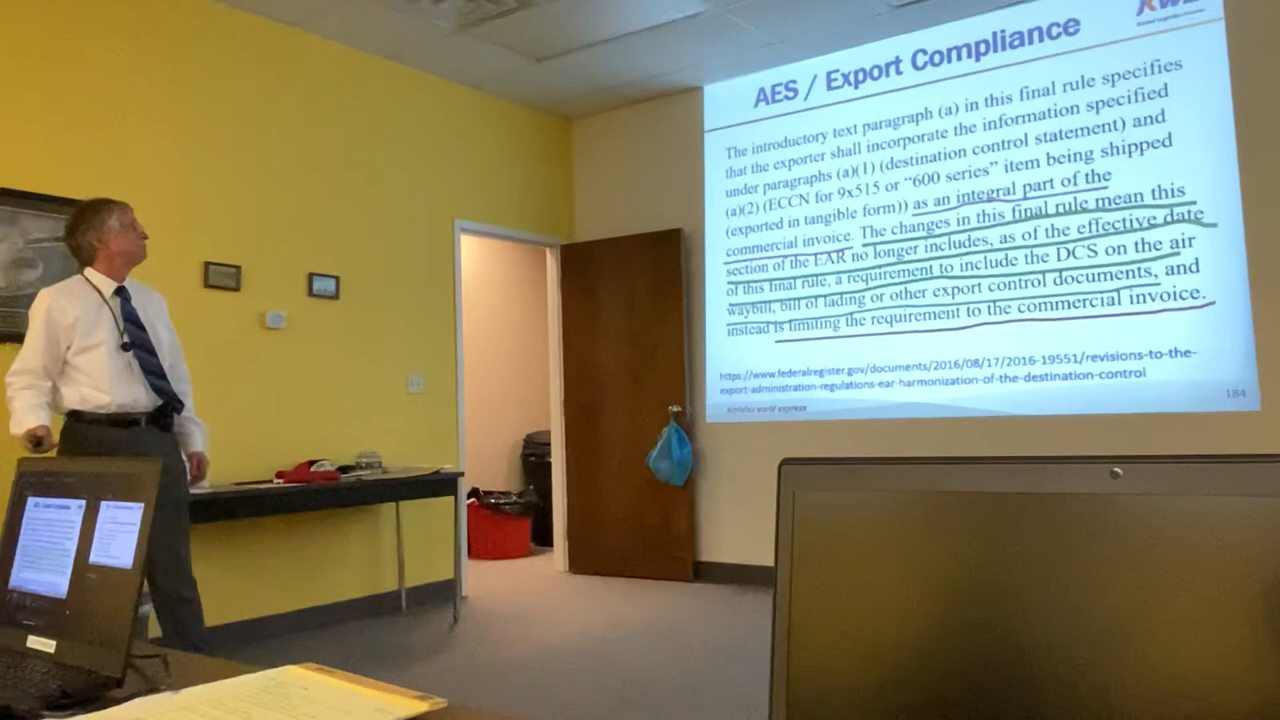 AES / Export Compliance
The introductory text paragraph (a) in this final rule specifies
that the exporter shall incorporate the information specified
under paragraphs (a)(1) (destination control statement) and
(a)(2) (ECCN for 9x515 or “600 series” item being shipped
(exported in tangible form)) as an integral part of the
commercial invoice. The changes in this final rule mean this
section of the EAR no longer includes, as of the effective date
of this final rule, a requirement to include the DCS on the air
waybill, bill of lading or other export control documents, and
instead is limiting the requirement to the commercial invoice.
https://www.federalregister.gov/documents/2016/08/17/2016-19551/revisions-to-the-
export-administration-regulations-ear-harmonization-of-the-destination-control
Kintetsu world express
184